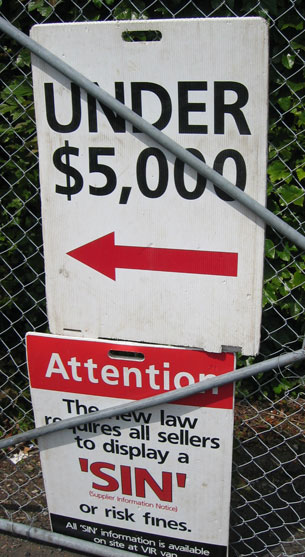 UNDER
$5,000
Attention
The new law
requires all sellers
to display a
'SIN'
(Supplier Information Notice)
or risk fines.
All 'SIN' information is available
on site at VIR van